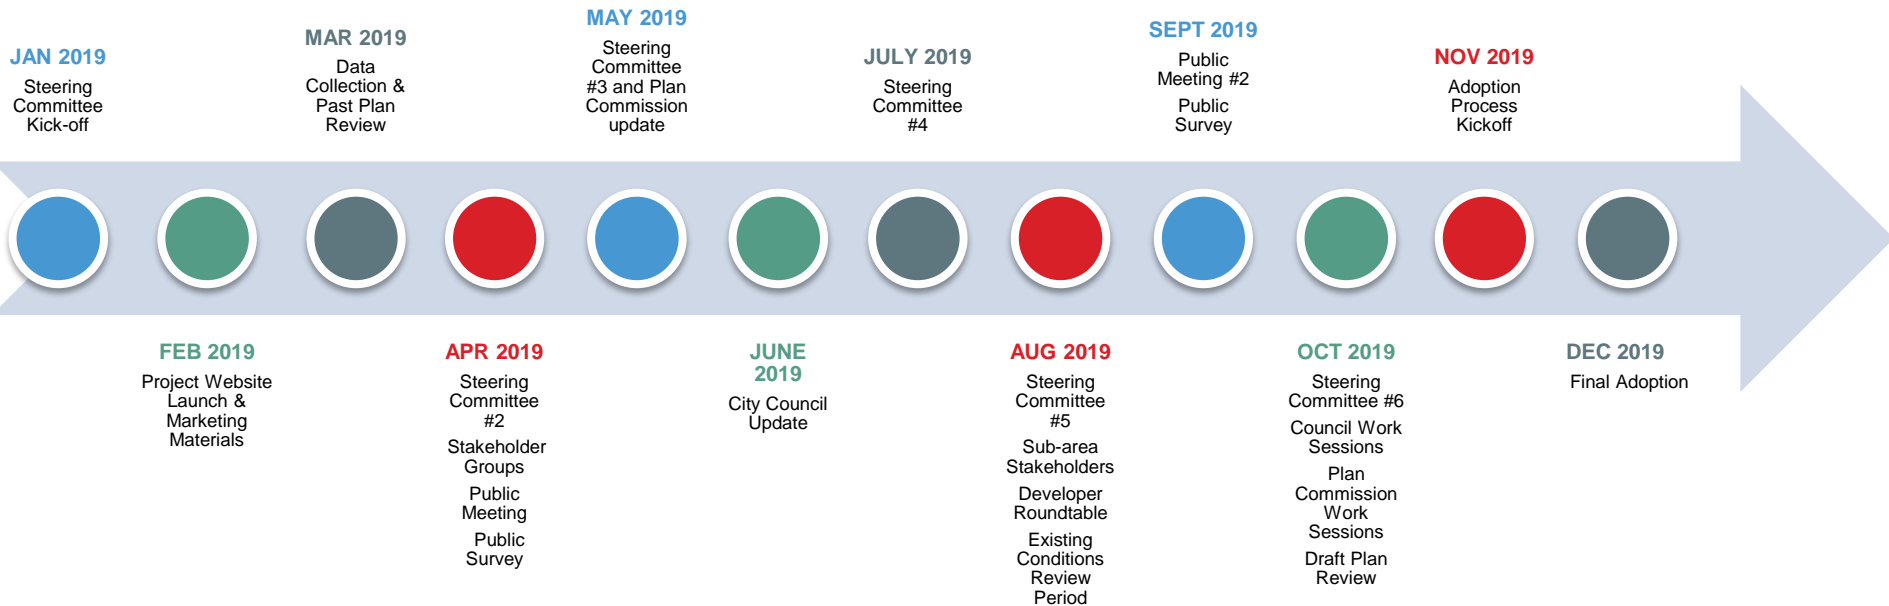 JAN 2019
Steering
Committee
Kick-off
FEB 2019
Project Website
Launch &
Marketing
Materials
MAR 2019
Data
Collection &
Past Plan
Review
APR 2019
Steering
Committee
#2
Stakeholder
Groups
Public
Meeting
Public
Survey
MAY 2019
Steering
Committee
#3 and Plan
Commission
update
JUNE
2019
City Council
Update
JULY 2019
Steering
Committee
#4
AUG 2019
Steering
Committee
#5
Sub-area
Stakeholders
Developer
Roundtable
Existing
Conditions
Review
Period
SEPT 2019
Public
Meeting #2
Public
Survey
OCT 2019
Steering
Committee #6
Council Work
Sessions
Plan
Commission
Work
Sessions
Draft Plan
Review
NOV 2019
Adoption
Process
Kickoff
DEC 2019
Final Adoption